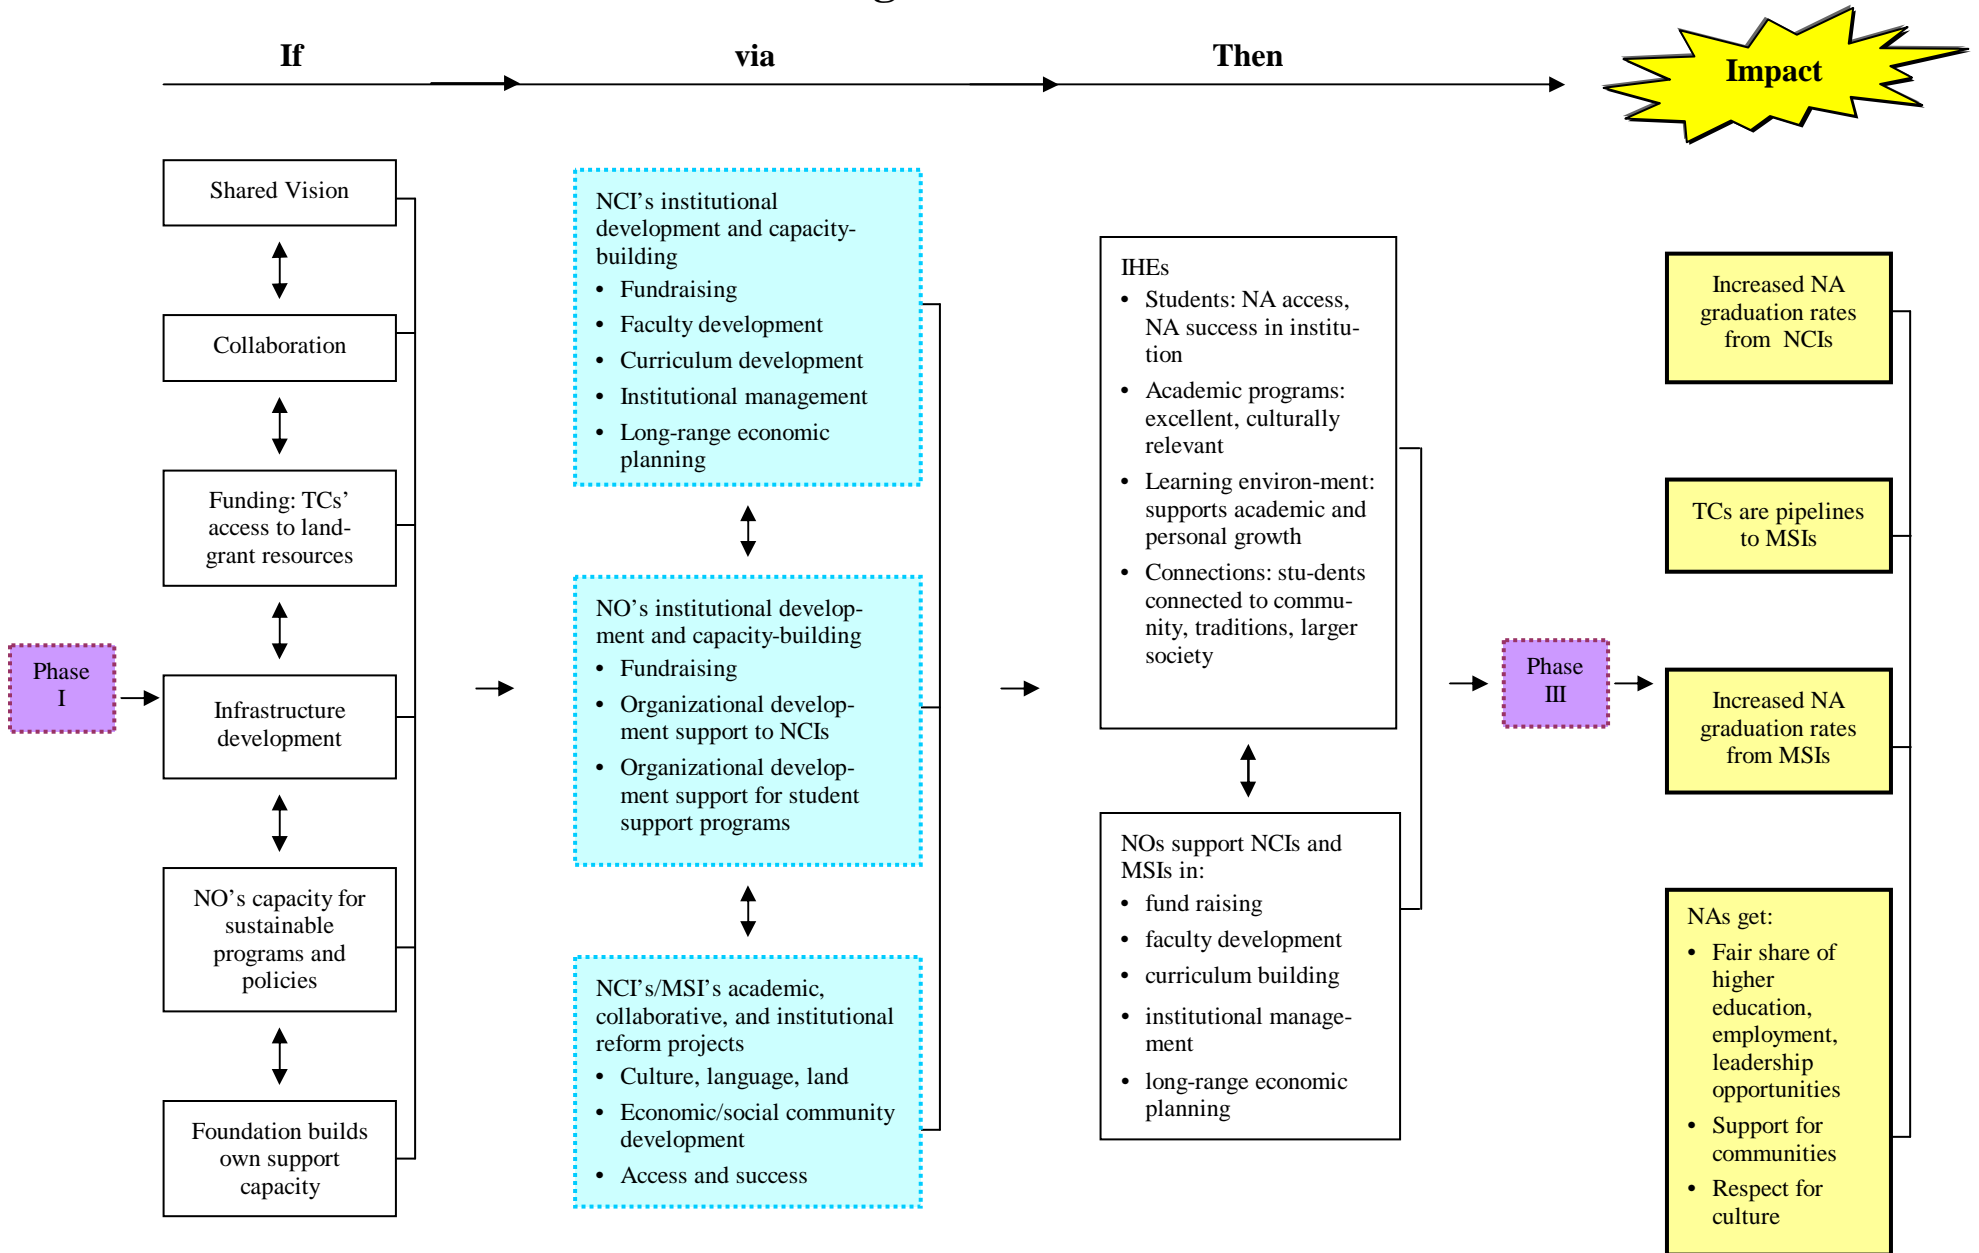 g
If
via
Then
Impact
Shared Vision
Collaboration
Funding: TCs’
access to land-
grant resources
Phase
I
Infrastructure
development
NO’s capacity for
sustainable
programs and
policies
Foundation builds
own support
capacity
NCI’s institutional
development and capacity-
building
• Fundraising
• Faculty development
• Curriculum development
• Institutional management
• Long-range economic
planning
NO’s institutional develop-
ment and capacity-building
• Fundraising
• Organizational develop-
ment support to NCIs
• Organizational develop-
ment support for student
support programs
NCI’s/MSI’s academic,
collaborative, and institutional
reform projects
• Culture, language, land
• Economic/social community
development
• Access and success
IHEs
• Students: NA access,
NA success in institu-
tion
• Academic programs:
excellent, culturally
relevant
• Learning environ-ment:
supports academic and
personal growth
• Connections: stu-dents
connected to commu-
nity, traditions, larger
society
NOs support NCIs and
MSIs in:
• fund raising
• faculty development
• curriculum building
• institutional manage-
ment
• long-range economic
planning
Phase
III
Increased NA
graduation rates
from NCIs
TCs are pipelines
to MSIs
Increased NA
graduation rates
from MSIs
NAs get:
• Fair share of
higher
education,
employment,
leadership
opportunities
• Support for
communities
• Respect for
culture